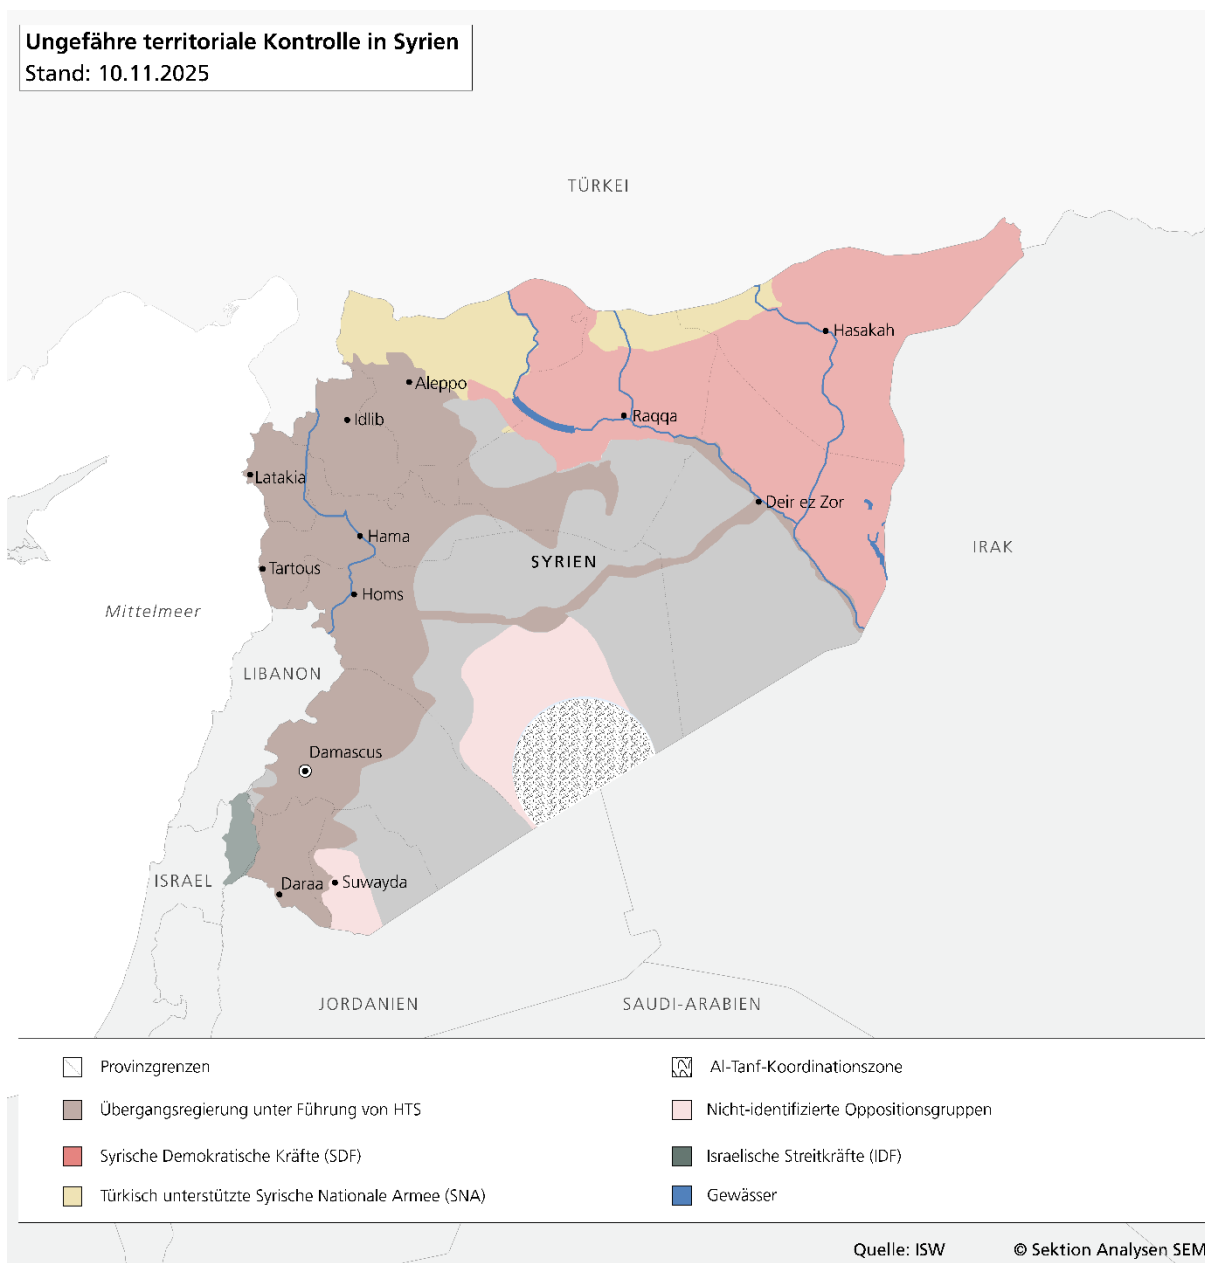 Ungefähre territoriale Kontrolle in Syrien
Stand: 10.11.2025
TÜRKEI
Hasakah
Aleppo
Raqqa
Idlib
Latakia
Deir ez Zor
Hama
IRAK
SYRIEN
Tartous
Homs
Mittelmeer
LIBANON
Damascus
ISRAEL
Daraa
Suwayda
JORDANIEN
SAUDI-ARABIEN
Provinzgrenzen
Übergangsregierung unter Führung von HTS
Syrische Demokratische Kräfte (SDF)
Türkisch unterstützte Syrische Nationale Armee (SNA)
Al-Tanf-Koordinationszone
Nicht-identifizierte Oppositionsgruppen
Israelische Streitkräfte (IDF)
Gewässer
Quelle: ISW
© Sektion Analysen SEM